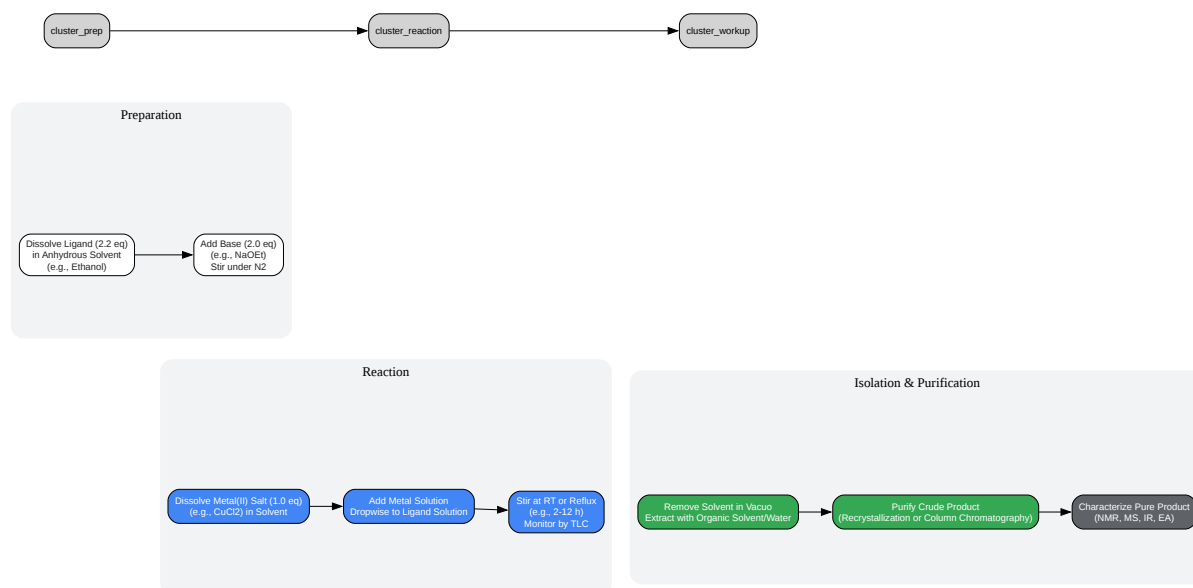 cluster_prep
cluster_reaction
cluster_workup
Preparation
Dissolve Ligand (2.2 eq)
in Anhydrous Solvent
(e.g., Ethanol)
Add Base (2.0 eq)
(e.g., NaOEt)
Stir under N2
Reaction
Dissolve Metal(II) Salt (1.0 eq)
(e.g., CuCl2) in Solvent
Add Metal Solution
Dropwise to Ligand Solution
Stir at RT or Reflux
(e.g., 2-12 h)
Monitor by TLC
Isolation & Purification
Remove Solvent in Vacuo
Extract with Organic Solvent/Water
Purify Crude Product
(Recrystallization or Column Chromatography)
Characterize Pure Product
(NMR, MS, IR, EA)